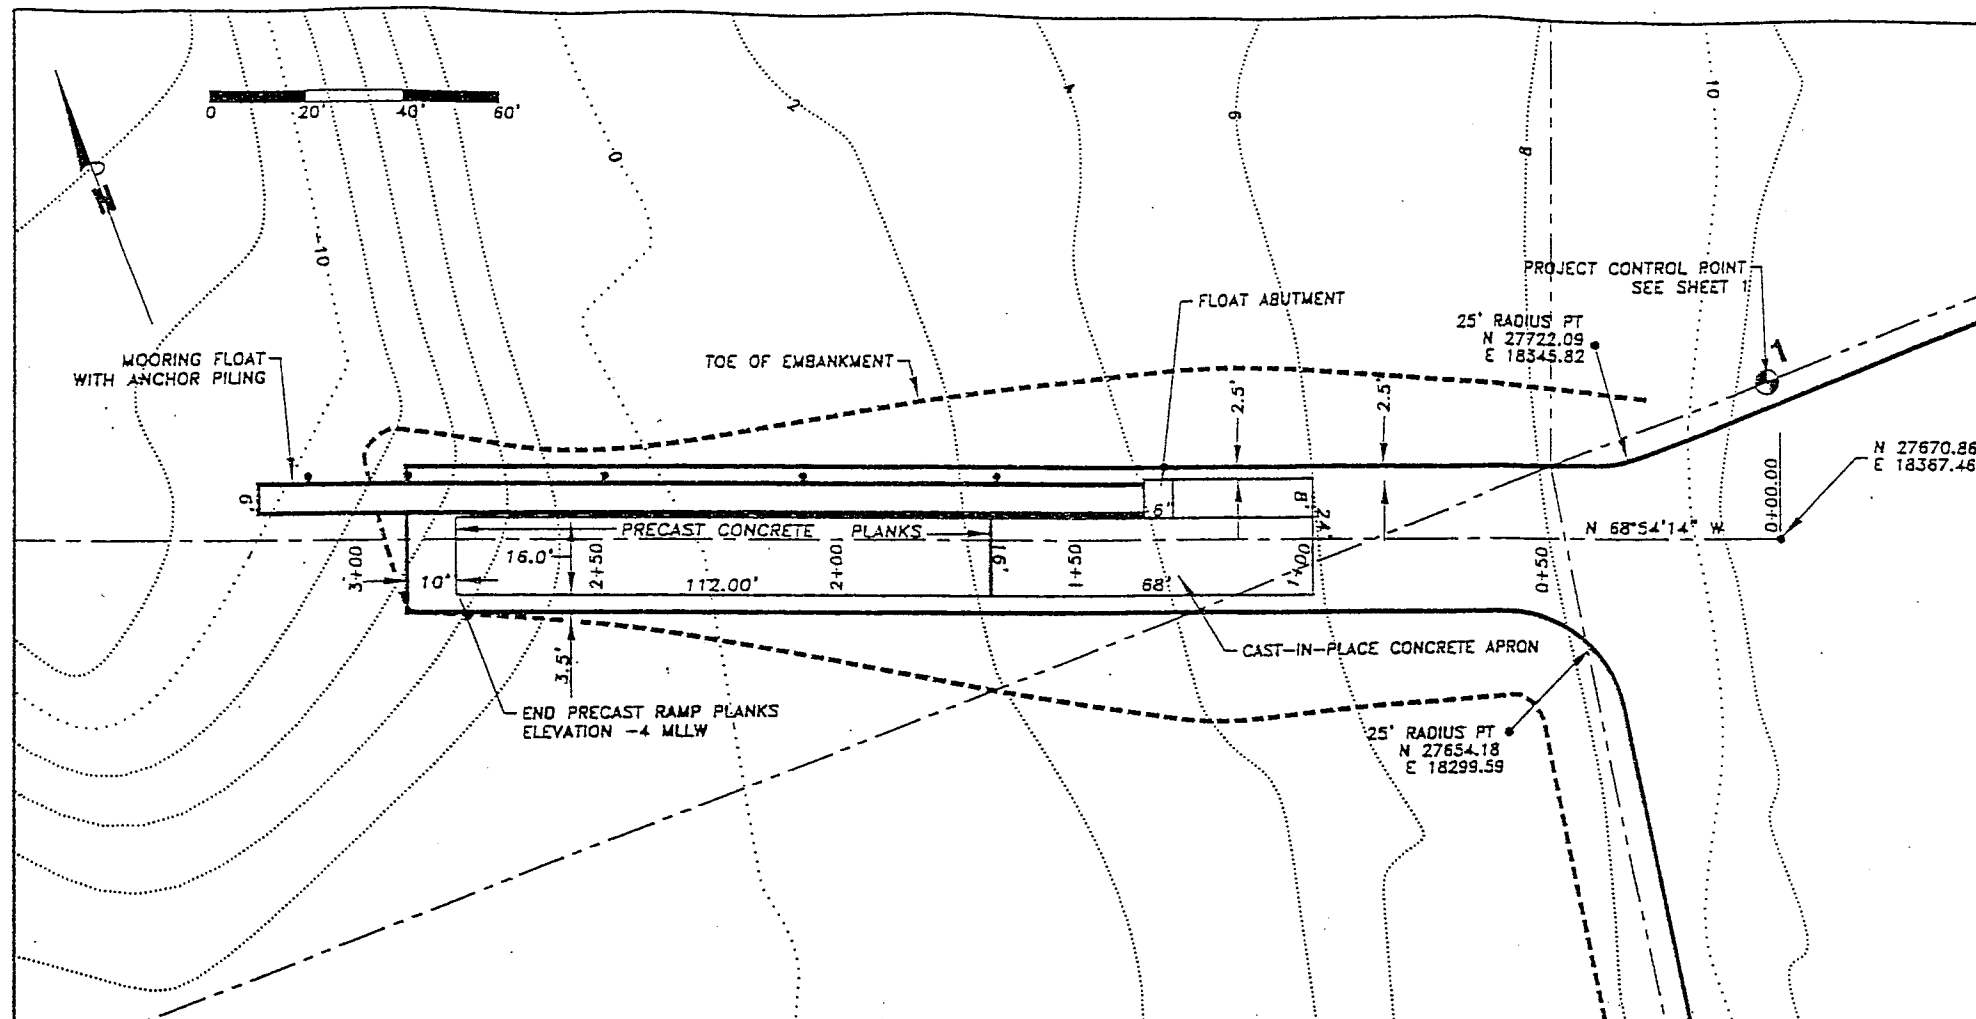 0 20' 40' 60'
N
2
4
6
8
10
0
-10
PROJECT CONTROL POINT
SEE SHEET 1
FLOAT ABUTMENT
25' RADIUS PT
N 27722.09
E 18345.82
1
MOORING FLOAT
WITH ANCHOR PILING
TOE OF EMBANKMENT
2.5'
2.5'
N 27670.86
E 18367.46
0+00.00
6'
6'
8'
24'
PRECAST CONCRETE PLANKS
N 68°54'14" W
3+00
10'
16.0'
2+50
112.00'
2+00
16'
1+50
68'
1+00
0+50
3.5'
CAST-IN-PLACE CONCRETE APRON
END PRECAST RAMP PLANKS
ELEVATION -4 MLLW
25' RADIUS PT
N 27654.18
E 18299.59